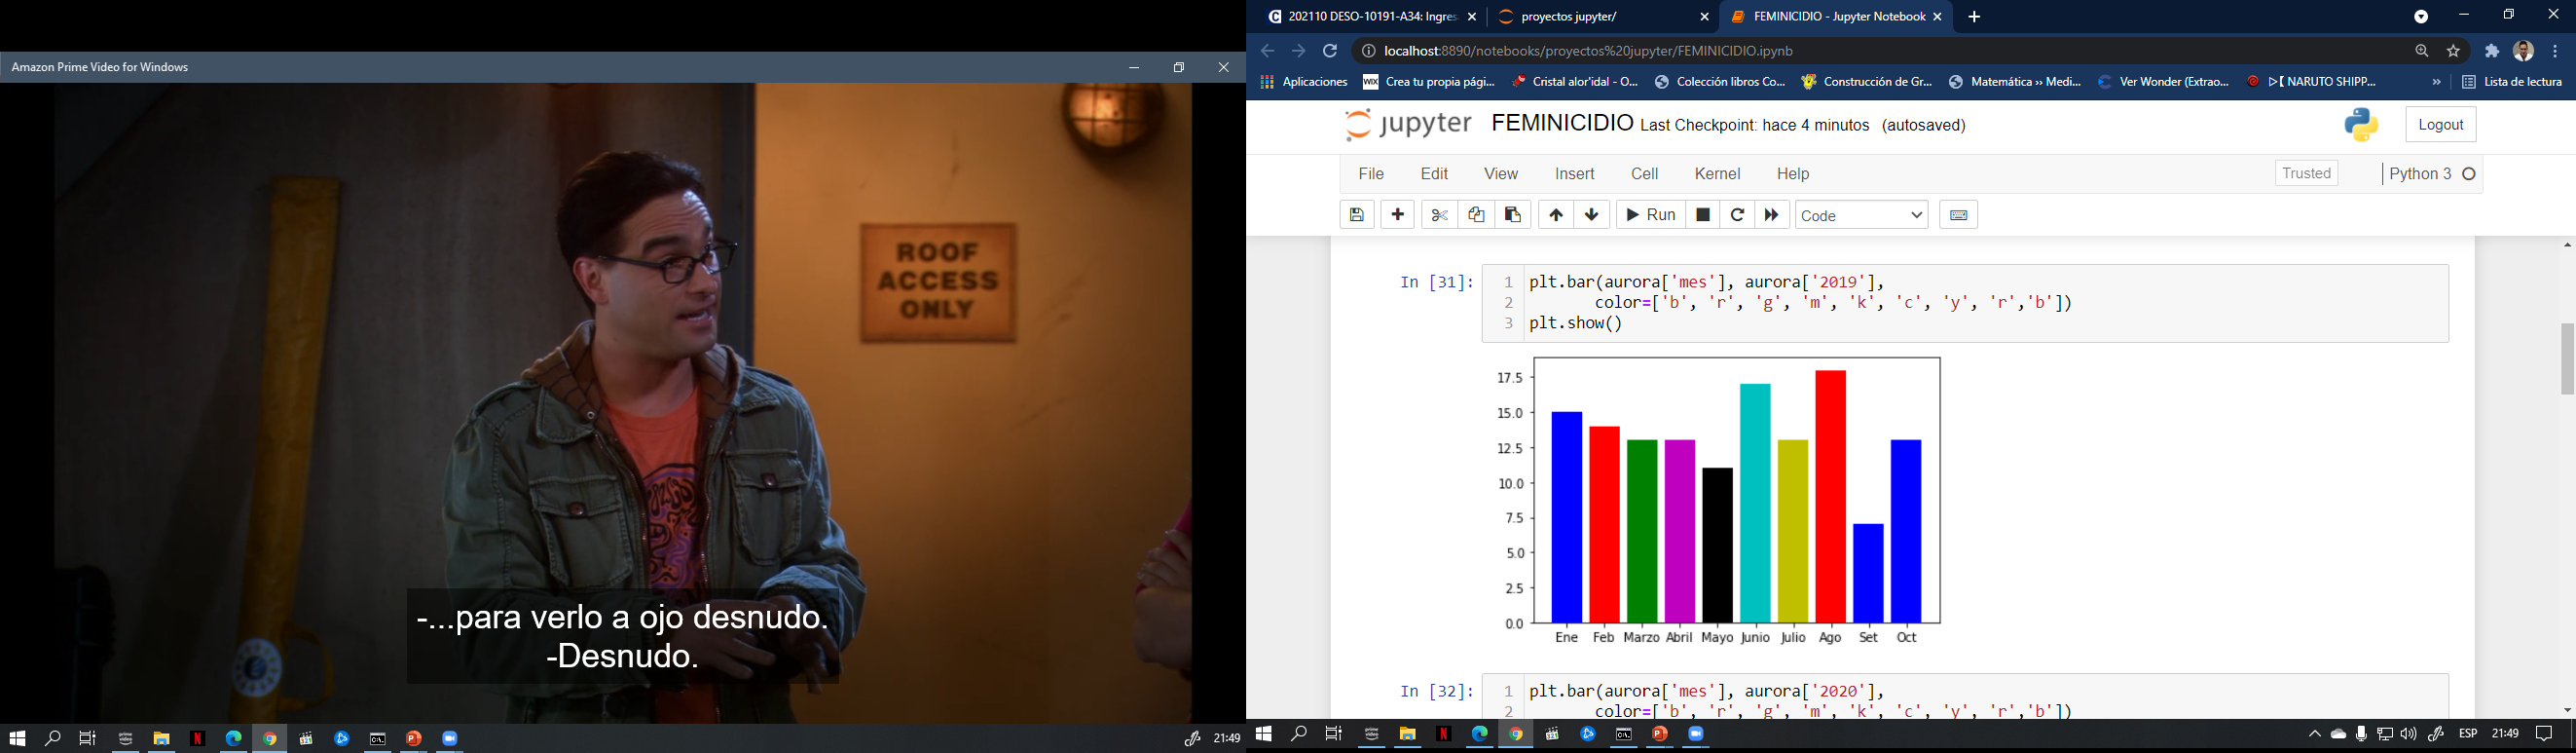 Amazon Prime Video for Windows
ROOF
ACCESS
ONLY
-...para verlo a ojo desnudo.
-Desnudo.
21:49
202110 DESO-10191-A34: Ingres
proyectos jupyter/
FEMINICIDIO - Jupyter Notebook
localhost:8890/notebooks/proyectos%20jupyter/FEMINICIDIO.ipynb
Aplicaciones
WIX Crea tu propia pági...
Cristal alor'idal - O...
Colección libros Co...
Construcción de Gr...
Matemática ›› Medi...
Ver Wonder (Extrao...
▷【 NARUTO SHIPP...
»
Lista de lectura
jupyter FEMINICIDIO Last Checkpoint: hace 4 minutos (autosaved)
Logout
File Edit View Insert Cell Kernel Help
Trusted
Python 3
Run
Code
In [31]:
1 plt.bar(aurora['mes'], aurora['2019'],
2 color=['b', 'r', 'g', 'm', 'k', 'c', 'y', 'r','b'])
3 plt.show()
17.5
15.0
12.5
10.0
7.5
5.0
2.5
0.0
Ene Feb Marzo Abril Mayo Junio Julio Ago Set Oct
In [32]:
1 plt.bar(aurora['mes'], aurora['2020'],
2 color=['b', 'r', 'g', 'm', 'k', 'c', 'y', 'r','b'])
ESP 21:49